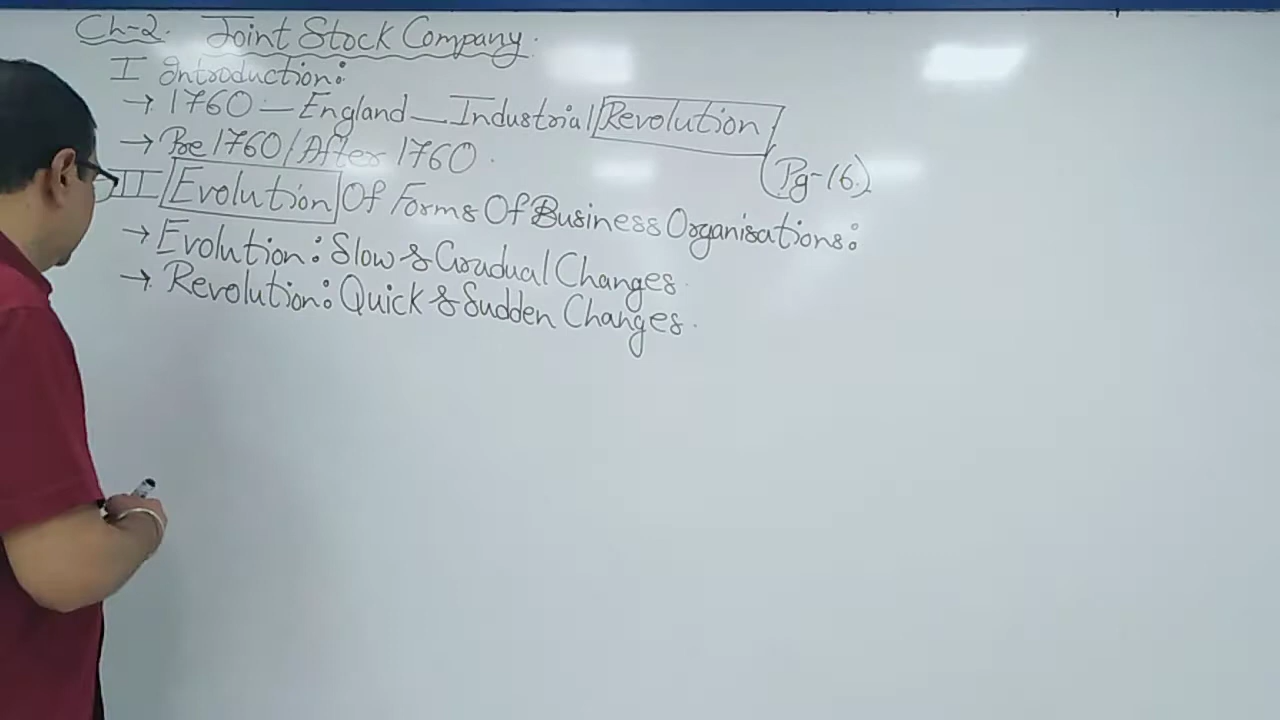 Ch-2. Joint Stock Company.
I Introduction:
→ 1760 — England — Industrial Revolution
→ Pre 1760 / After 1760.
(Pg-16.)
II Evolution Of Forms Of Business Organisations:
→ Evolution: Slow & Gradual Changes.
→ Revolution: Quick & Sudden Changes.